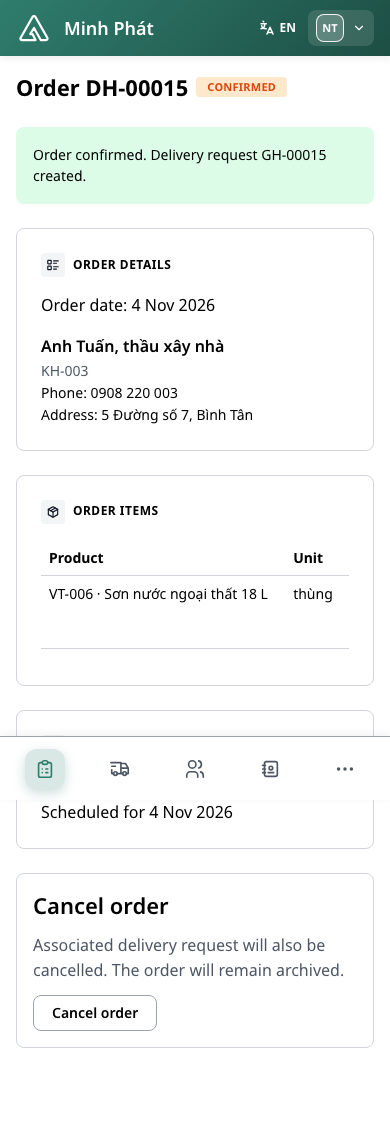 Minh Phát
EN
NT
Order DH-00015
CONFIRMED
Order confirmed. Delivery request GH-00015
created.
ORDER DETAILS
Order date: 4 Nov 2026
Anh Tuấn, thầu xây nhà
KH-003
Phone: 0908 220 003
Address: 5 Đường số 7, Bình Tân
ORDER ITEMS
Product Unit
VT-006 · Sơn nước ngoại thất 18 L thùng
Scheduled for 4 Nov 2026
Cancel order
Associated delivery request will also be
cancelled. The order will remain archived.
Cancel order